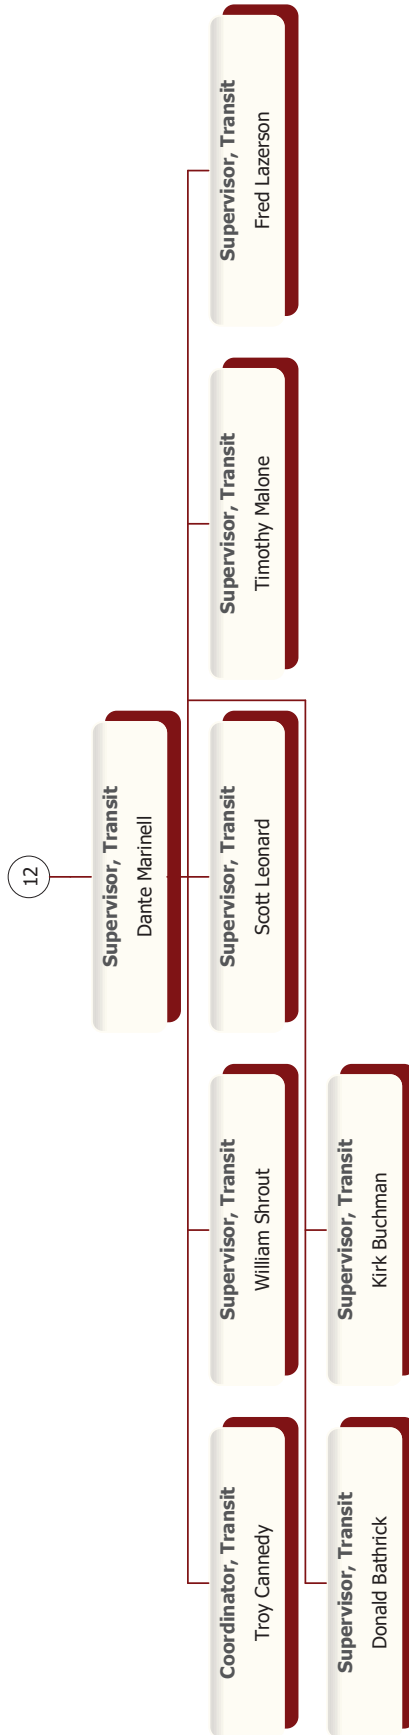 12
Supervisor, Transit
Dante Marinell
Coordinator, Transit
Troy Cannedy
Supervisor, Transit
William Shrout
Supervisor, Transit
Scott Leonard
Supervisor, Transit
Timothy Malone
Supervisor, Transit
Fred Lazerson
Supervisor, Transit
Donald Bathrick
Supervisor, Transit
Kirk Buchman